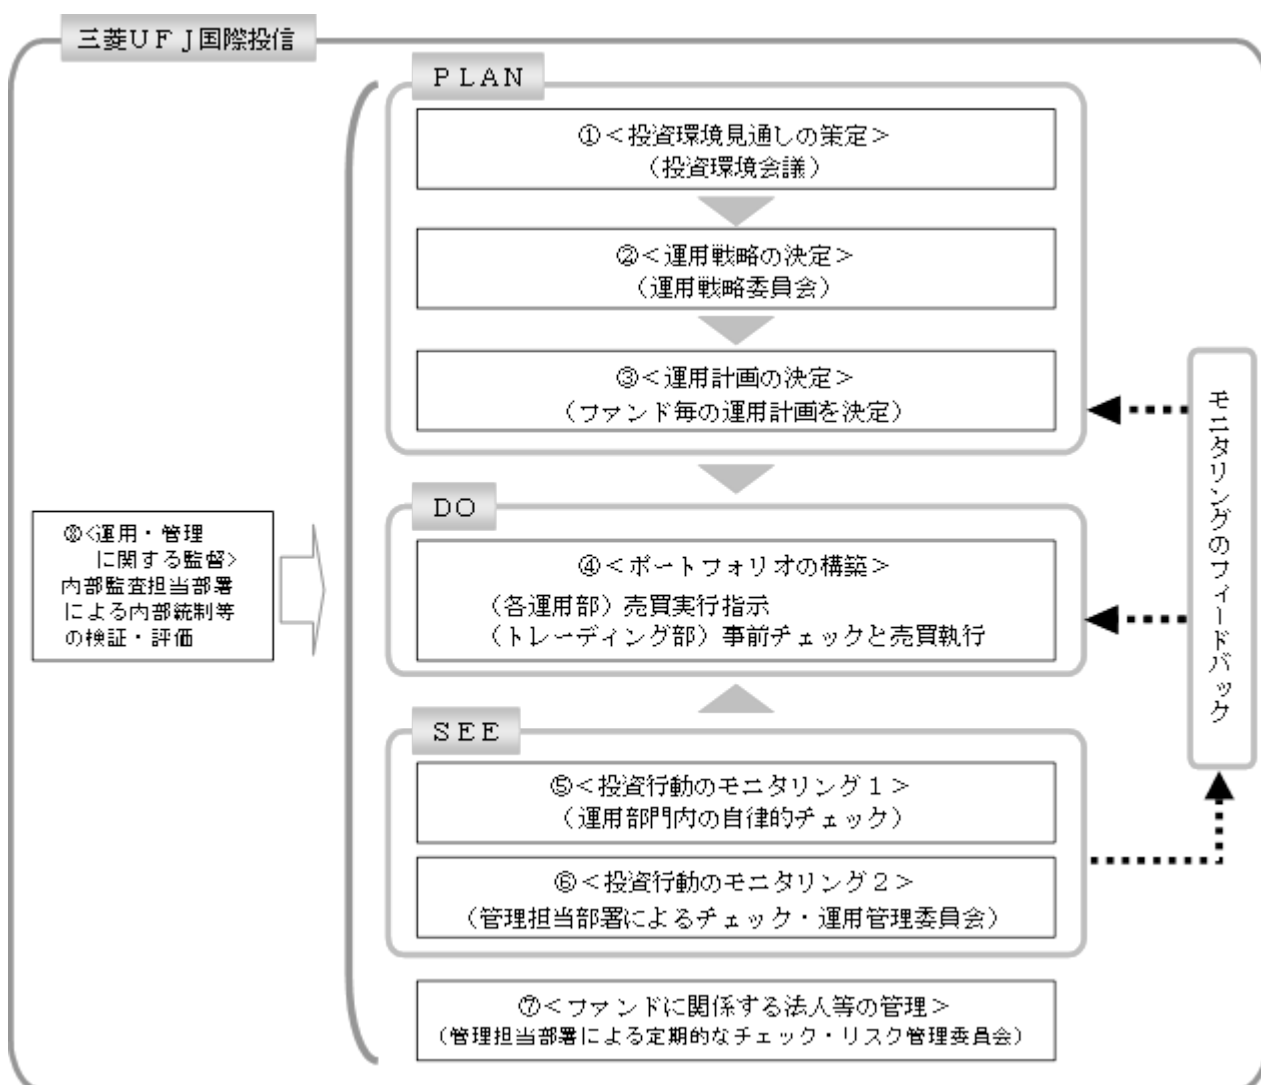 三菱UFJ国際投信
PLAN
①<投資環境見通しの策定>
(投資環境会議)
②<運用戦略の決定>
(運用戦略委員会)
③<運用計画の決定>
(ファンド毎の運用計画を決定)
DO
④<ポートフォリオの構築>
(各運用部)売買実行指示
(トレーディング部)事前チェックと売買執行
SEE
⑤<投資行動のモニタリング1>
(運用部門内の自律的チェック)
⑥<投資行動のモニタリング2>
(管理担当部署によるチェック・運用管理委員会)
⑦<ファンドに関係する法人等の管理>
(管理担当部署による定期的なチェック・リスク管理委員会)
⑧<運用・管理
に関する監督>
内部監査担当部署
による内部統制等
の検証・評価
モニタリングのフィードバック